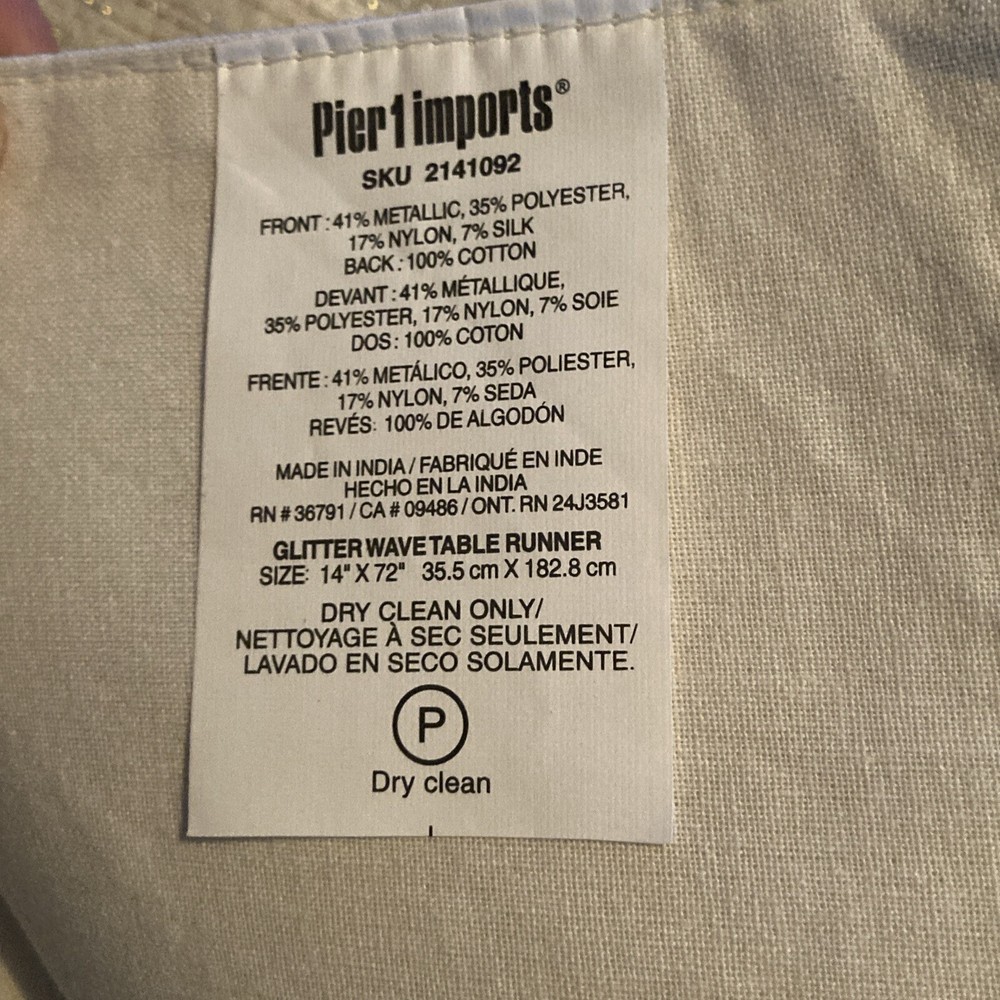 Pier 1 imports®
SKU 2141092
FRONT : 41% METALLIC, 35% POLYESTER,
17% NYLON, 7% SILK
BACK : 100% COTTON
DEVANT : 41% MÉTALLIQUE,
35% POLYESTER, 17% NYLON, 7% SOIE
DOS : 100% COTON
FRENTE : 41% METÁLICO, 35% POLIESTER,
17% NYLON, 7% SEDA
REVÉS: 100% DE ALGODÓN
MADE IN INDIA / FABRIQUÉ EN INDE
HECHO EN LA INDIA
RN # 36791 / CA # 09486 / ONT. RN 24J3581
GLITTER WAVE TABLE RUNNER
SIZE: 14" X 72" 35.5 cm X 182.8 cm
DRY CLEAN ONLY/
NETTOYAGE À SEC SEULEMENT/
LAVADO EN SECO SOLAMENTE.
P
Dry clean